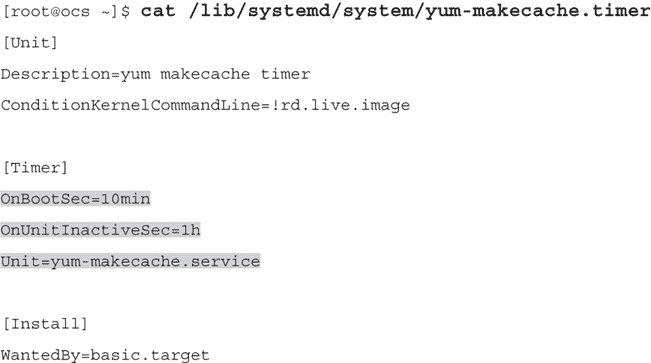 [root@ocs ~]$ cat /lib/systemd/system/yum-makecache.timer
[Unit]
Description=yum makecache timer
ConditionKernelCommandLine=!rd.live.image
[Timer]
OnBootSec=10min
OnUnitInactiveSec=1h
Unit=yum-makecache.service
[Install]
WantedBy=basic.target